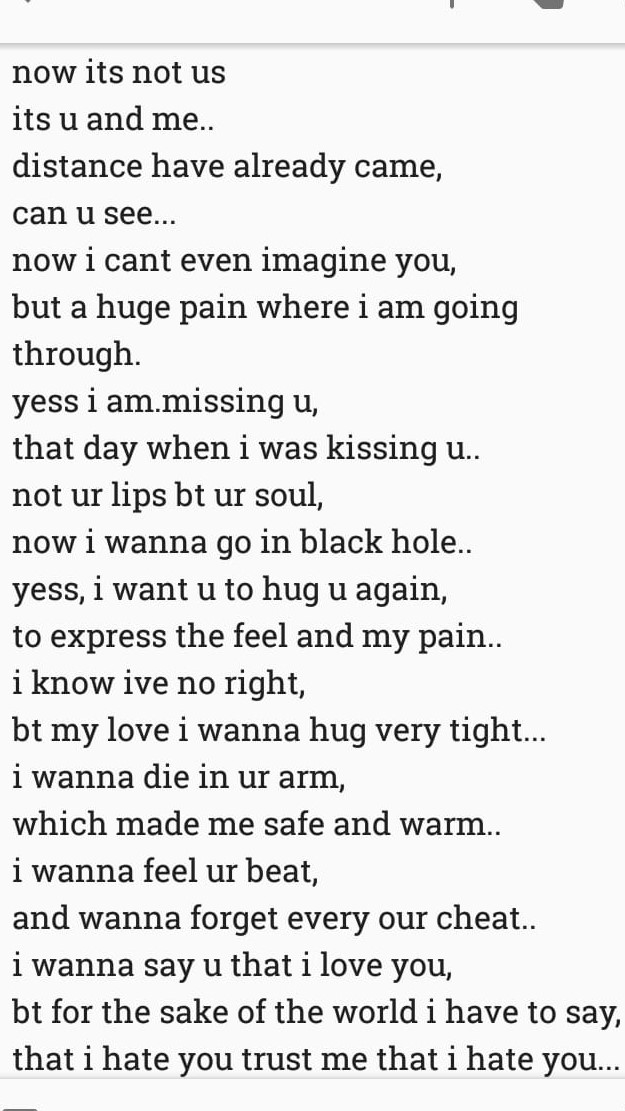 now its not us
its u and me..
distance have already came,
can u see...
now i cant even imagine you,
but a huge pain where i am going
through.
yess i am.missing u,
that day when i was kissing u..
not ur lips bt ur soul,
now i wanna go in black hole..
yess, i want u to hug u again,
to express the feel and my pain..
i know ive no right,
bt my love i wanna hug very tight...
i wanna die in ur arm,
which made me safe and warm..
i wanna feel ur beat,
and wanna forget every our cheat..
i wanna say u that i love you,
bt for the sake of the world i have to say,
that i hate you trust me that i hate you...